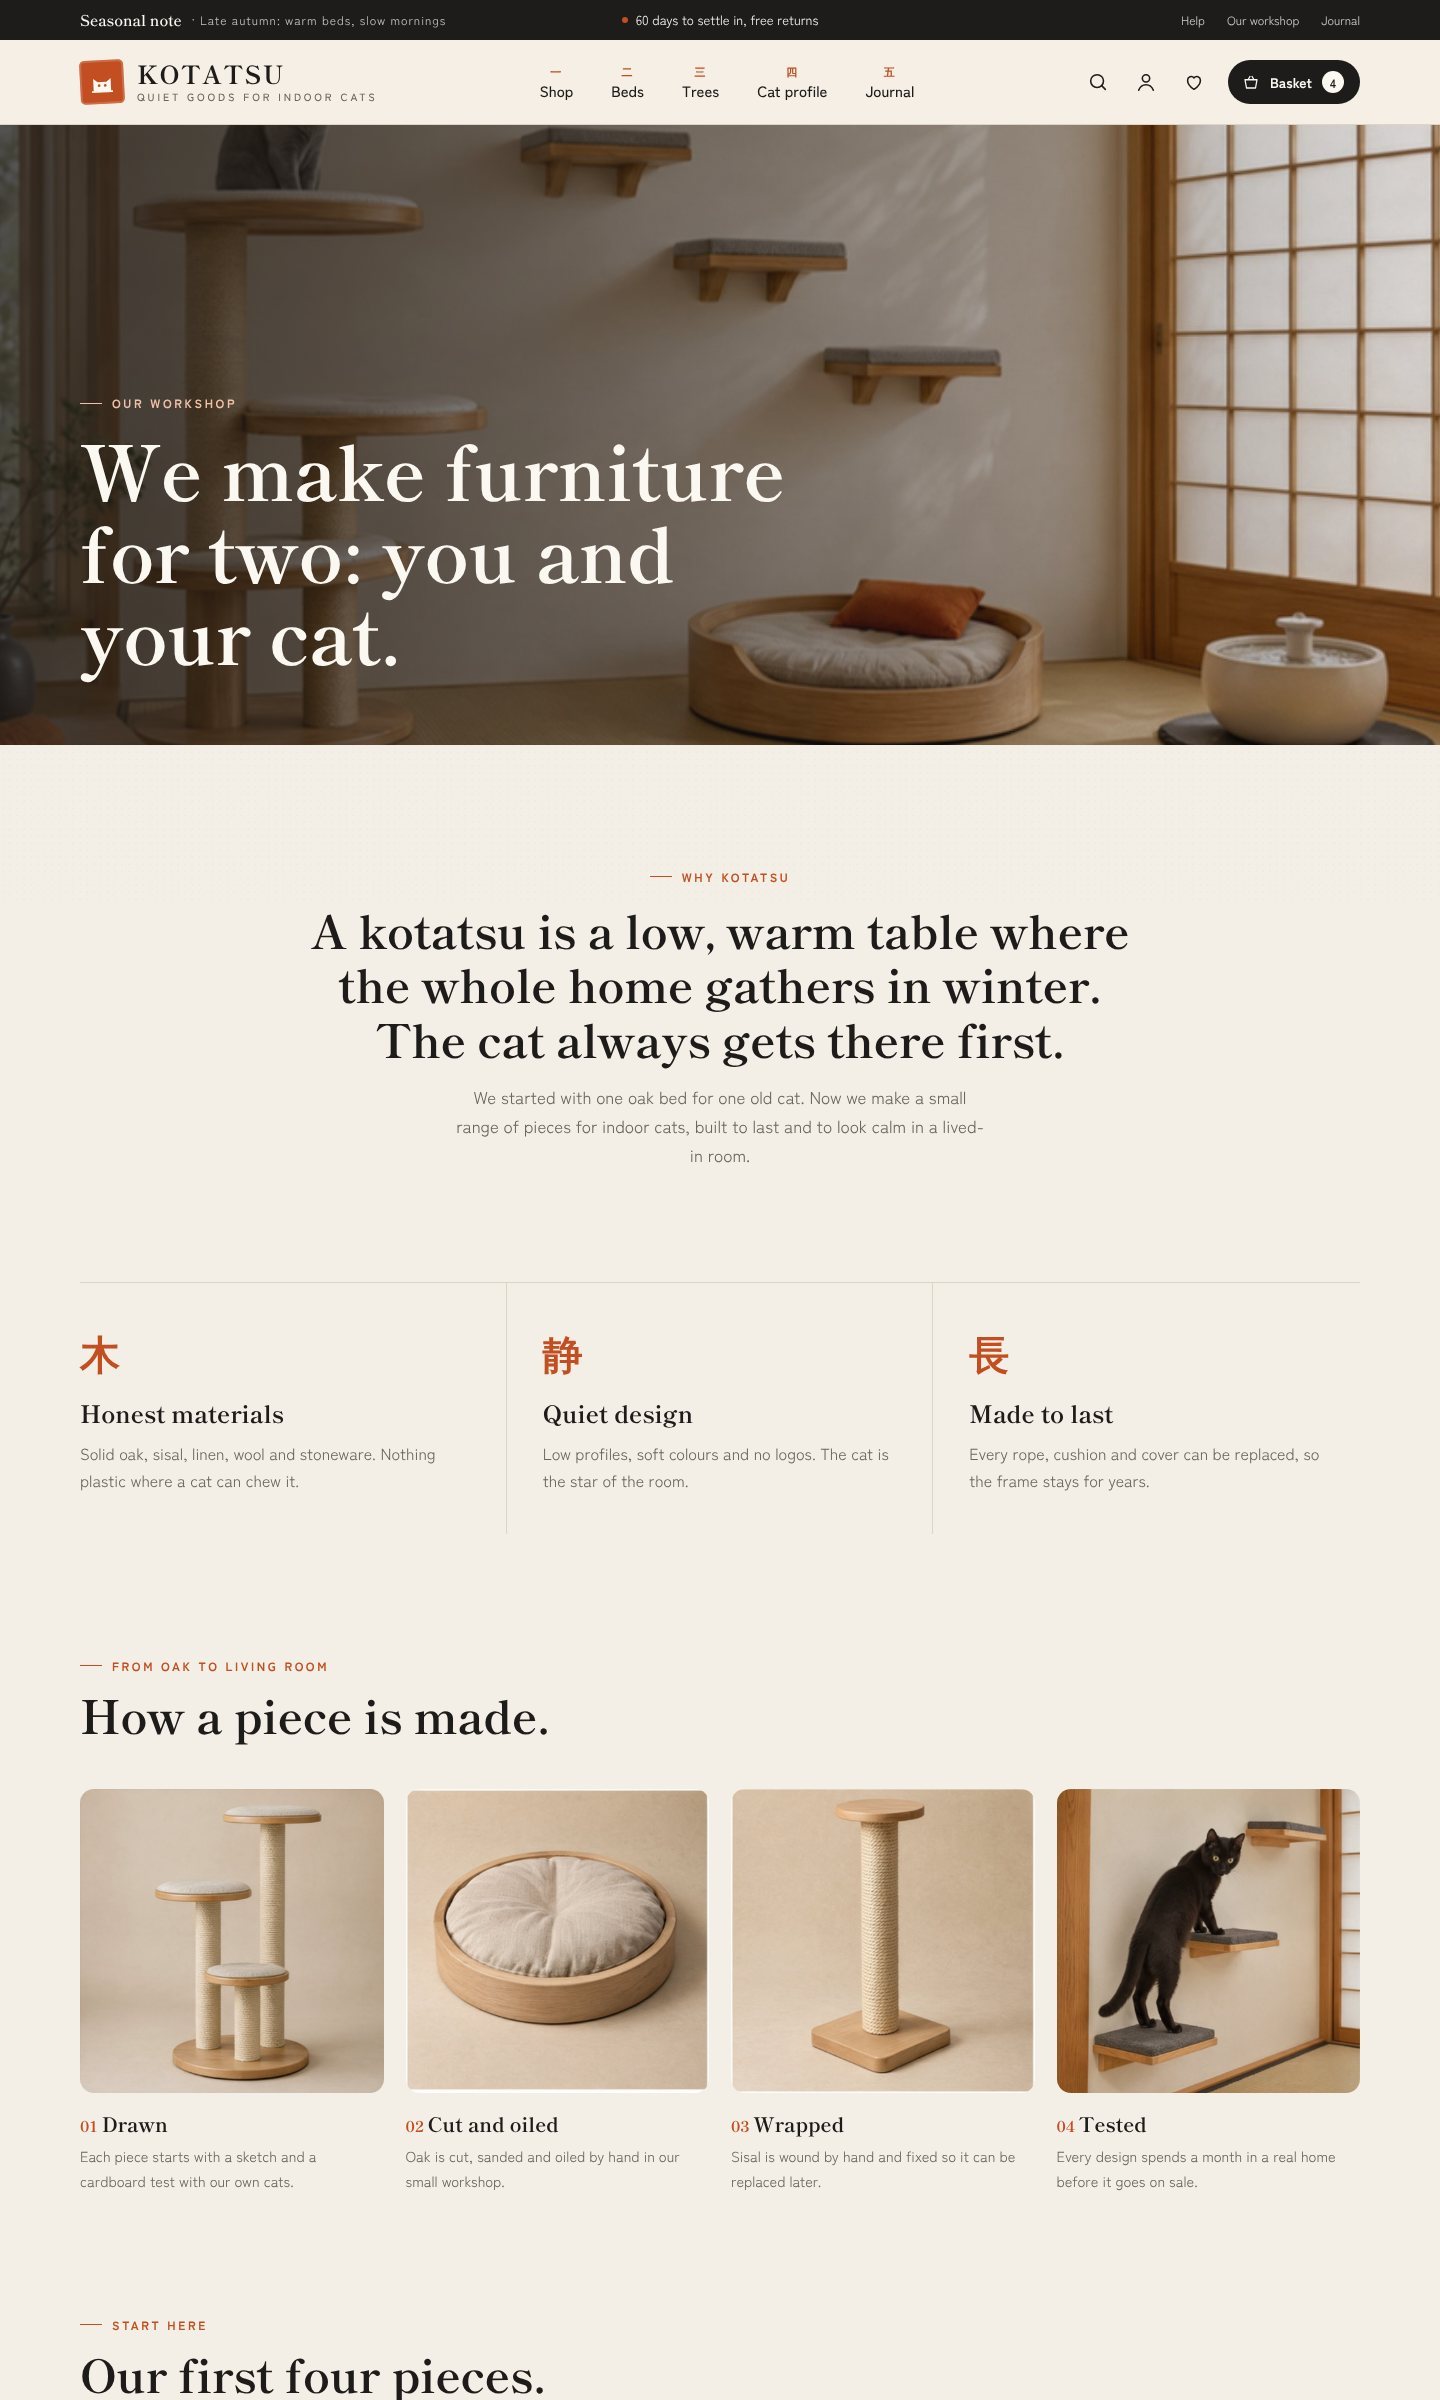 Seasonal note · Late autumn: warm beds, slow mornings
60 days to settle in, free returns
Help Our workshop Journal
KOTATSU
QUIET GOODS FOR INDOOR CATS
一 二 三 四 五
Shop Beds Trees Cat profile Journal
Basket 4
OUR WORKSHOP
We make furniture
for two: you and
your cat.
WHY KOTATSU
A kotatsu is a low, warm table where
the whole home gathers in winter.
The cat always gets there first.
We started with one oak bed for one old cat. Now we make a small
range of pieces for indoor cats, built to last and to look calm in a lived-
in room.
木
Honest materials
Solid oak, sisal, linen, wool and stoneware. Nothing
plastic where a cat can chew it.
静
Quiet design
Low profiles, soft colours and no logos. The cat is
the star of the room.
長
Made to last
Every rope, cushion and cover can be replaced, so
the frame stays for years.
FROM OAK TO LIVING ROOM
How a piece is made.
01 Drawn
Each piece starts with a sketch and a
cardboard test with our own cats.
02 Cut and oiled
Oak is cut, sanded and oiled by hand in our
small workshop.
03 Wrapped
Sisal is wound by hand and fixed so it can be
replaced later.
04 Tested
Every design spends a month in a real home
before it goes on sale.
START HERE
Our first four pieces.